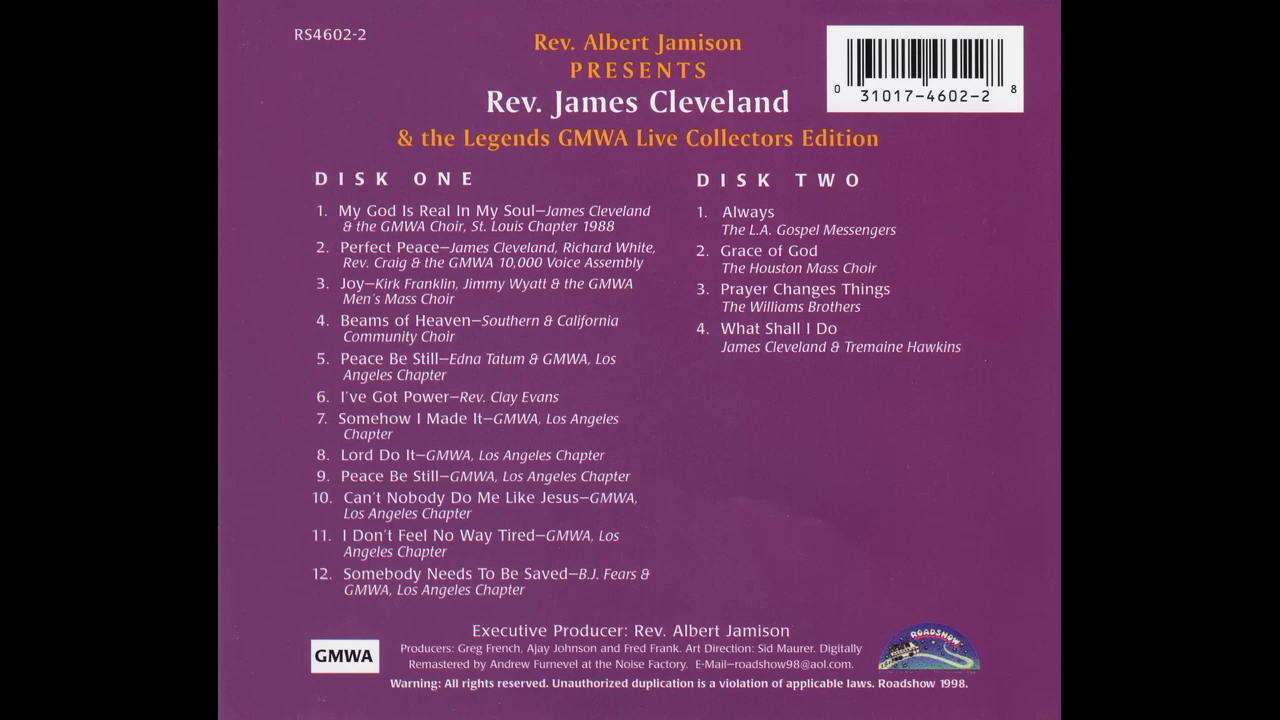 RS4602-2
Rev. Albert Jamison
PRESENTS
Rev. James Cleveland
& the Legends GMWA Live Collectors Edition
0 31017-4602-2 8
DISK ONE
1. My God Is Real In My Soul—James Cleveland
& the GMWA Choir, St. Louis Chapter 1988
2. Perfect Peace—James Cleveland, Richard White,
Rev. Craig & the GMWA 10,000 Voice Assembly
3. Joy—Kirk Franklin, Jimmy Wyatt & the GMWA
Men's Mass Choir
4. Beams of Heaven—Southern & California
Community Choir
5. Peace Be Still—Edna Tatum & GMWA, Los
Angeles Chapter
6. I've Got Power—Rev. Clay Evans
7. Somehow I Made It—GMWA, Los Angeles
Chapter
8. Lord Do It—GMWA, Los Angeles Chapter
9. Peace Be Still—GMWA, Los Angeles Chapter
10. Can't Nobody Do Me Like Jesus—GMWA,
Los Angeles Chapter
11. I Don't Feel No Way Tired—GMWA, Los
Angeles Chapter
12. Somebody Needs To Be Saved—B.J. Fears &
GMWA, Los Angeles Chapter
DISK TWO
1. Always
The L.A. Gospel Messengers
2. Grace of God
The Houston Mass Choir
3. Prayer Changes Things
The Williams Brothers
4. What Shall I Do
James Cleveland & Tremaine Hawkins
Executive Producer: Rev. Albert Jamison
Producers: Greg French, Ajay Johnson and Fred Frank. Art Direction: Sid Maurer. Digitally
Remastered by Andrew Furnevel at the Noise Factory. E-Mail—roadshow98@aol.com.
Warning: All rights reserved. Unauthorized duplication is a violation of applicable laws. Roadshow 1998.
GMWA
ROADSHOW